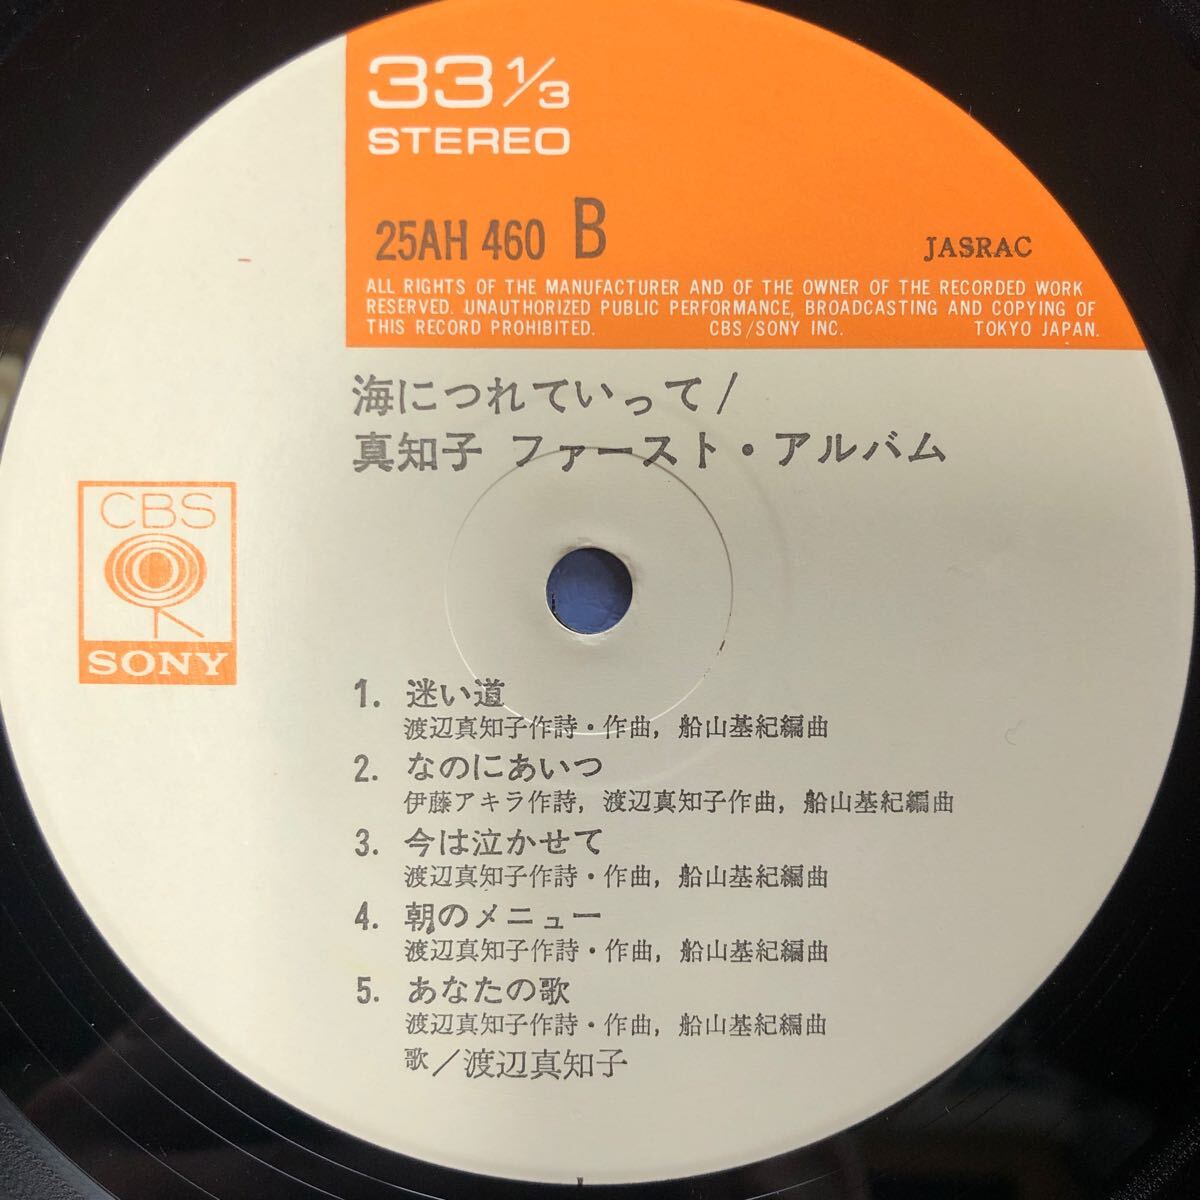 33 1/3
STEREO
25AH 460 B
JASRAC
ALL RIGHTS OF THE MANUFACTURER AND OF THE OWNER OF THE RECORDED WORK
RESERVED. UNAUTHORIZED PUBLIC PERFORMANCE, BROADCASTING AND COPYING OF
THIS RECORD PROHIBITED. CBS/SONY INC. TOKYO JAPAN.
海につれていって/
真知子 ファースト・アルバム
CBS
SONY
1. 迷い道
渡辺真知子作詩・作曲, 船山基紀編曲
2. なのにあいつ
伊藤アキラ作詩, 渡辺真知子作曲, 船山基紀編曲
3. 今は泣かせて
渡辺真知子作詩・作曲, 船山基紀編曲
4. 朝のメニュー
渡辺真知子作詩・作曲, 船山基紀編曲
5. あなたの歌
渡辺真知子作詩・作曲, 船山基紀編曲
歌/渡辺真知子